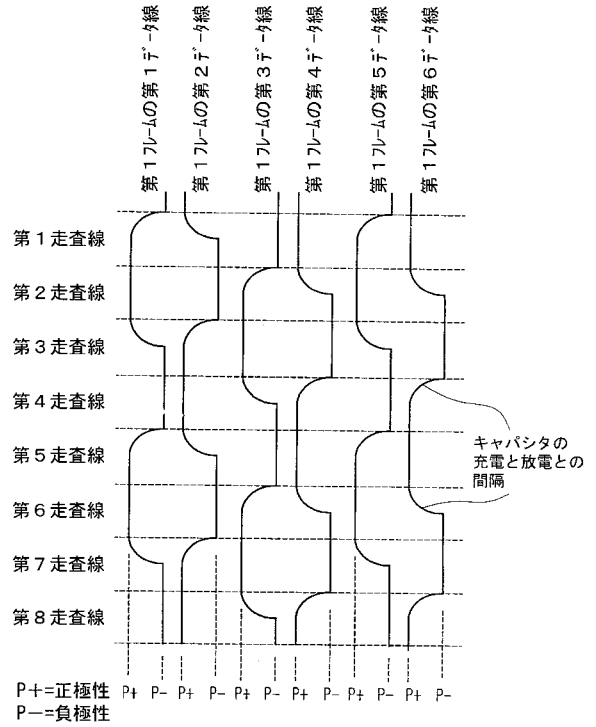 第１ﾌﾚｰﾑの第１ﾃﾞｰﾀ線
第１ﾌﾚｰﾑの第２ﾃﾞｰﾀ線
第１ﾌﾚｰﾑの第３ﾃﾞｰﾀ線
第１ﾌﾚｰﾑの第４ﾃﾞｰﾀ線
第１ﾌﾚｰﾑの第５ﾃﾞｰﾀ線
第１ﾌﾚｰﾑの第６ﾃﾞｰﾀ線
第１走査線
第２走査線
第３走査線
第４走査線
第５走査線
第６走査線
第７走査線
第８走査線
キャパシタの
充電と放電との
間隔
P+=正極性 P+ P− P+ P− P+ P− P+ P− P+ P− P+ P−
P−=負極性